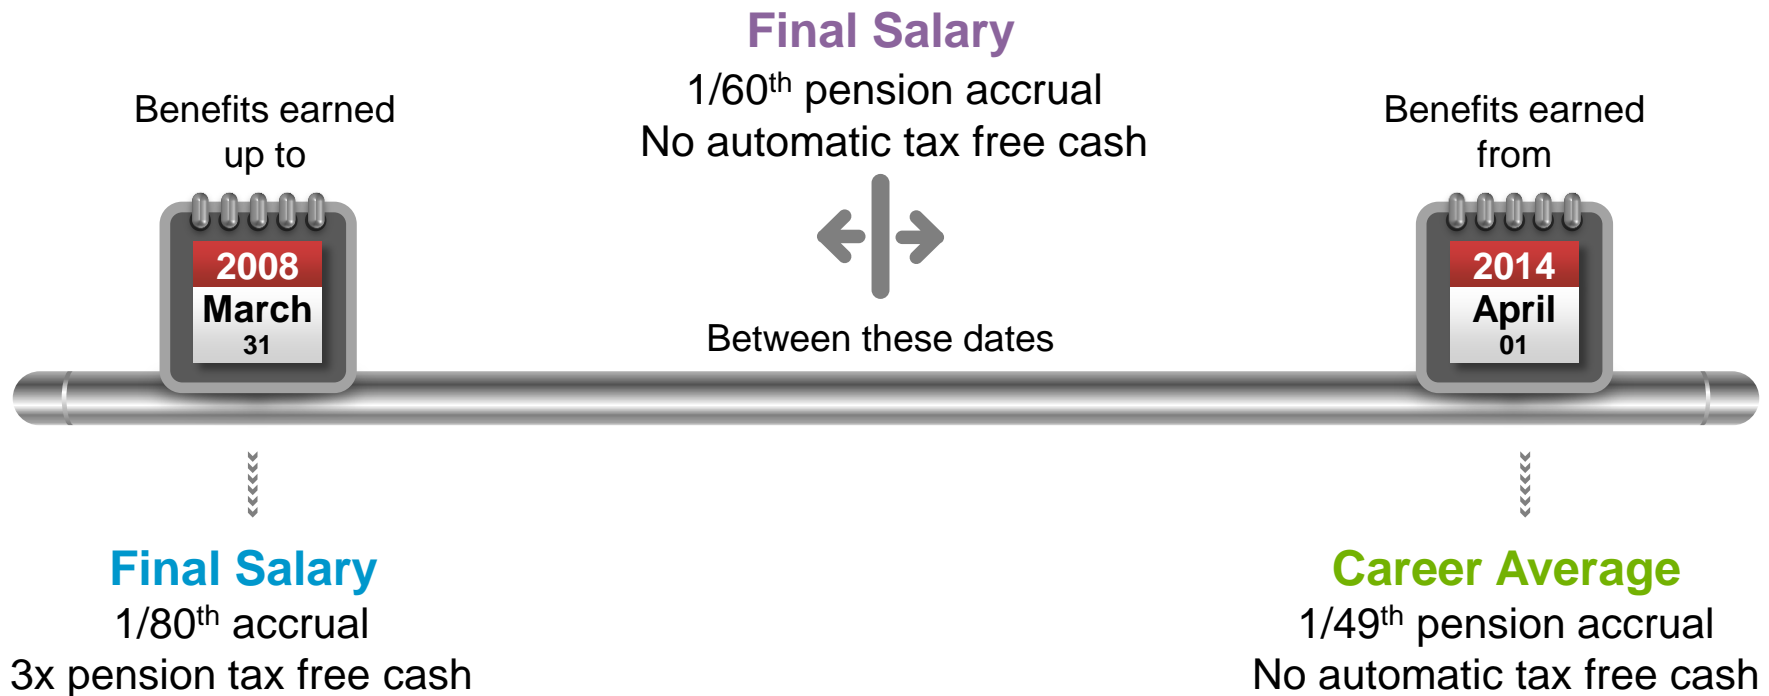 Final Salary
1/60th pension accrual
No automatic tax free cash
Benefits earned
up to
2008
March
31
Between these dates
Benefits earned
from
2014
April
01
Final Salary
1/80th accrual
3x pension tax free cash
Career Average
1/49th pension accrual
No automatic tax free cash